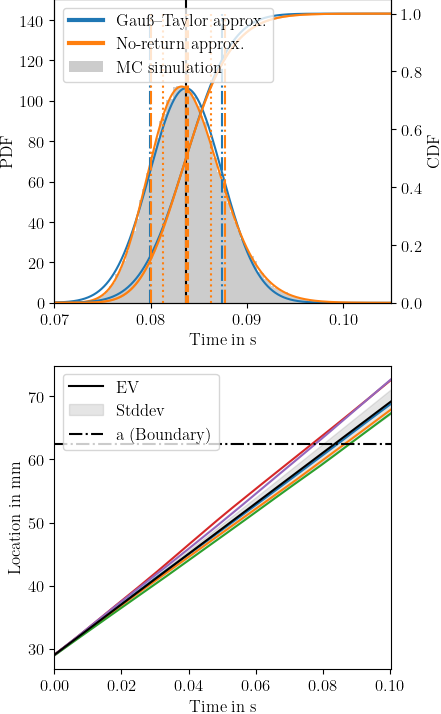 Gauß–Taylor approx.
No-return approx.
MC simulation
PDF
CDF
140
120
100
80
60
40
20
0
1.0
0.8
0.6
0.4
0.2
0.0
0.07 0.08 0.09 0.10
Time in s
EV
Stddev
a (Boundary)
Location in mm
70
60
50
40
30
0.00 0.02 0.04 0.06 0.08 0.10
Time in s